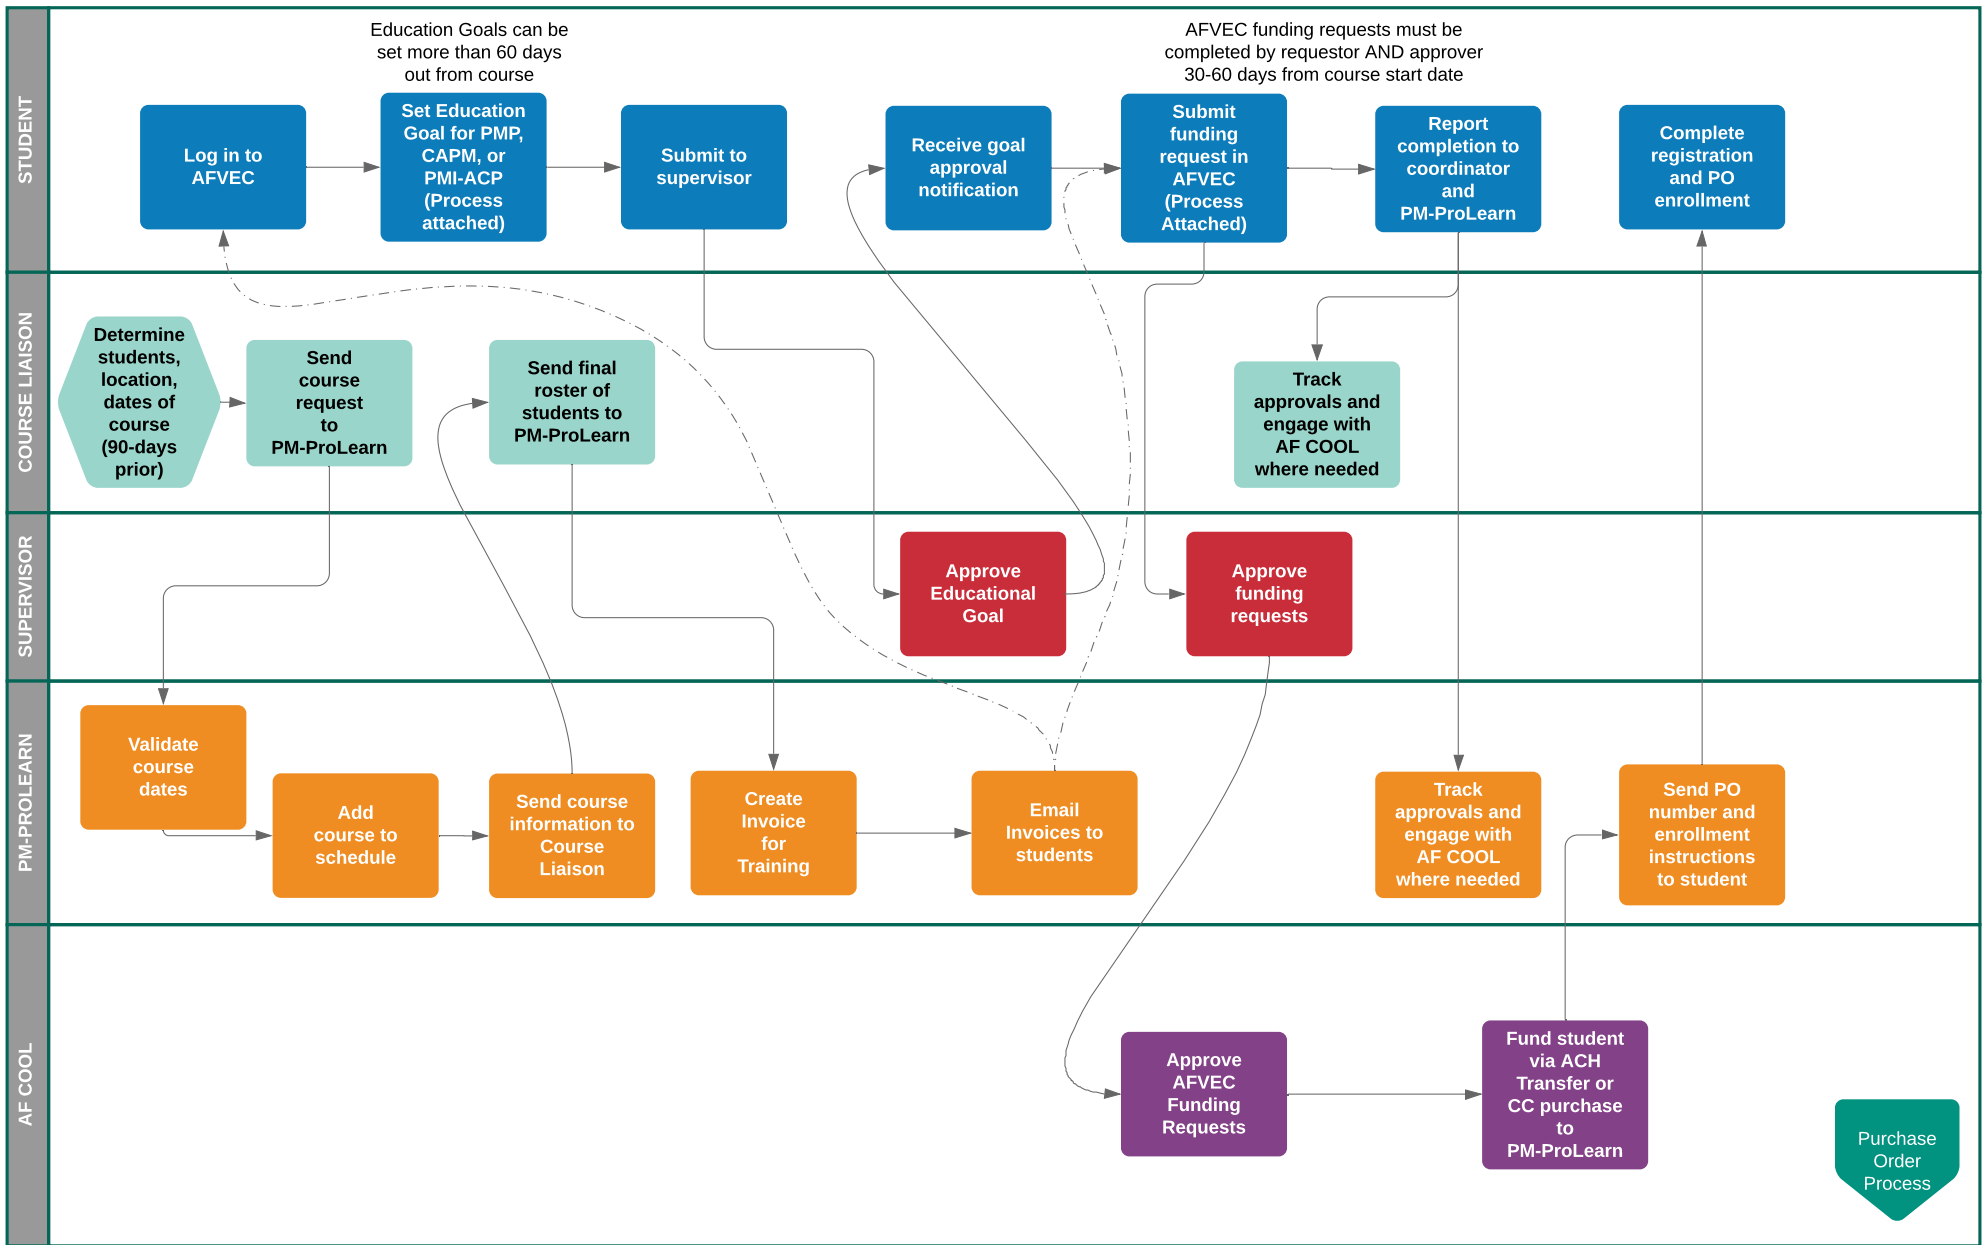 STUDENT
Education Goals can be
set more than 60 days
out from course
AFVEC funding requests must be
completed by requestor AND approver
30-60 days from course start date
Log in to
AFVEC
Set Education
Goal for PMP,
CAPM, or
PMI-ACP
(Process
attached)
Submit to
supervisor
Receive goal
approval
notification
Submit
funding
request in
AFVEC
(Process
Attached)
Report
completion to
coordinator
and
PM-ProLearn
Complete
registration
and PO
enrollment
COURSE LIAISON
Determine
students,
location,
dates of
course
(90-days
prior)
Send
course
request
to
PM-ProLearn
Send final
roster of
students to
PM-ProLearn
Track
approvals and
engage with
AF COOL
where needed
SUPERVISOR
Approve
Educational
Goal
Approve
funding
requests
PM-PROLEARN
Validate
course
dates
Add
course to
schedule
Send course
information to
Course
Liaison
Create
Invoice
for
Training
Email
Invoices to
students
Track
approvals and
engage with
AF COOL
where needed
Send PO
number and
enrollment
instructions
to student
AF COOL
Approve
AFVEC
Funding
Requests
Fund student
via ACH
Transfer or
CC purchase
to
PM-ProLearn
Purchase
Order
Process